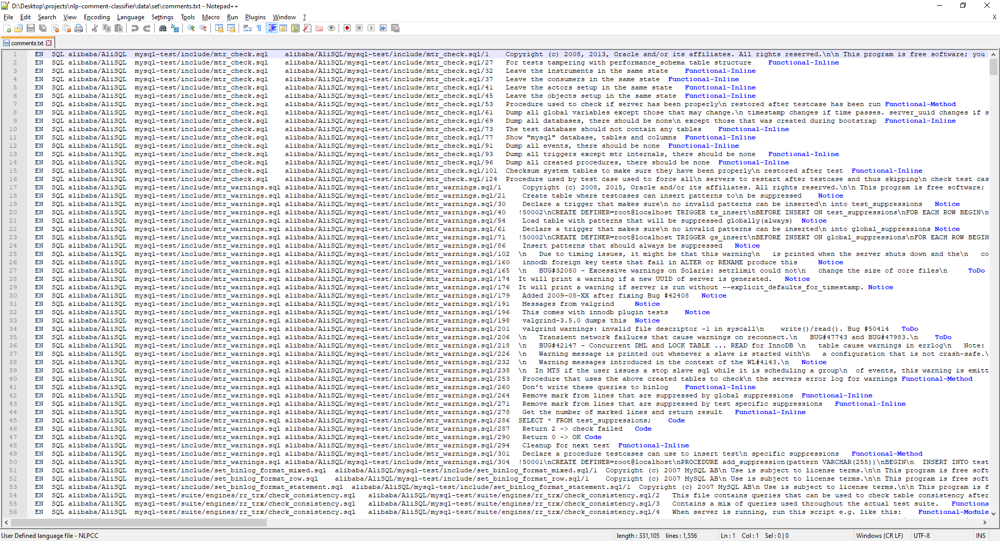 D:\Desktop\projects\nlp-comment-classifier\data\set\comments.txt - Notepad++
File Edit Search View Encoding Language Settings Tools Macro Run Plugins Window ? X
comments.txt
1 EN SQL alibaba/AliSQL mysql-test/include/mtr_check.sql alibaba/AliSQL/mysql-test/include/mtr_check.sql/1 Copyright (c) 2008, 2013, Oracle and/or its affiliates. All rights reserved.\n\n This program is free software; you
2 EN SQL alibaba/AliSQL mysql-test/include/mtr_check.sql alibaba/AliSQL/mysql-test/include/mtr_check.sql/27 For tests tampering with performance_schema table structure Functional-Inline
3 EN SQL alibaba/AliSQL mysql-test/include/mtr_check.sql alibaba/AliSQL/mysql-test/include/mtr_check.sql/32 Leave the instruments in the same state Functional-Inline
4 EN SQL alibaba/AliSQL mysql-test/include/mtr_check.sql alibaba/AliSQL/mysql-test/include/mtr_check.sql/37 Leave the consumers in the same state Functional-Inline
5 EN SQL alibaba/AliSQL mysql-test/include/mtr_check.sql alibaba/AliSQL/mysql-test/include/mtr_check.sql/41 Leave the actors setup in the same state Functional-Inline
6 EN SQL alibaba/AliSQL mysql-test/include/mtr_check.sql alibaba/AliSQL/mysql-test/include/mtr_check.sql/45 Leave the objects setup in the same state Functional-Inline
7 EN SQL alibaba/AliSQL mysql-test/include/mtr_check.sql alibaba/AliSQL/mysql-test/include/mtr_check.sql/53 Procedure used to check if server has been properly\n restored after testcase has been run Functional-Method
8 EN SQL alibaba/AliSQL mysql-test/include/mtr_check.sql alibaba/AliSQL/mysql-test/include/mtr_check.sql/61 Dump all global variables except those that may change.\n timestamp changes if time passes. server_uuid changes if s
9 EN SQL alibaba/AliSQL mysql-test/include/mtr_check.sql alibaba/AliSQL/mysql-test/include/mtr_check.sql/69 Dump all databases, there should be none\n except those that was created during bootstrap Functional-Inline
10 EN SQL alibaba/AliSQL mysql-test/include/mtr_check.sql alibaba/AliSQL/mysql-test/include/mtr_check.sql/73 The test database should not contain any tables Functional-Inline
11 EN SQL alibaba/AliSQL mysql-test/include/mtr_check.sql alibaba/AliSQL/mysql-test/include/mtr_check.sql/77 Show "mysql" database, tables and columns Functional-Inline
12 EN SQL alibaba/AliSQL mysql-test/include/mtr_check.sql alibaba/AliSQL/mysql-test/include/mtr_check.sql/91 Dump all events, there should be none Functional-Inline
13 EN SQL alibaba/AliSQL mysql-test/include/mtr_check.sql alibaba/AliSQL/mysql-test/include/mtr_check.sql/93 Dump all triggers except mtr internals, there should be none Functional-Inline
14 EN SQL alibaba/AliSQL mysql-test/include/mtr_check.sql alibaba/AliSQL/mysql-test/include/mtr_check.sql/96 Dump all created procedures, there should be none Functional-Inline
15 EN SQL alibaba/AliSQL mysql-test/include/mtr_check.sql alibaba/AliSQL/mysql-test/include/mtr_check.sql/101 Checksum system tables to make sure they have been properly\n restored after test Functional-Inline
16 EN SQL alibaba/AliSQL mysql-test/include/mtr_check.sql alibaba/AliSQL/mysql-test/include/mtr_check.sql/124 Procedure used by test case used to force all\n servers to restart after testcase and thus skipping\n check test cas
17 EN SQL alibaba/AliSQL mysql-test/include/mtr_warnings.sql alibaba/AliSQL/mysql-test/include/mtr_warnings.sql/1 Copyright (c) 2008, 2015, Oracle and/or its affiliates. All rights reserved.\n\n This program is free software;
18 EN SQL alibaba/AliSQL mysql-test/include/mtr_warnings.sql alibaba/AliSQL/mysql-test/include/mtr_warnings.sql/21 Create table where testcases can insert patterns to\n be suppressed Notice
19 EN SQL alibaba/AliSQL mysql-test/include/mtr_warnings.sql alibaba/AliSQL/mysql-test/include/mtr_warnings.sql/30 Declare a trigger that makes sure\n no invalid patterns can be inserted\n into test_suppressions Notice
20 EN SQL alibaba/AliSQL mysql-test/include/mtr_warnings.sql alibaba/AliSQL/mysql-test/include/mtr_warnings.sql/40 !50002\nCREATE DEFINER=root@localhost TRIGGER ts_insert\nBEFORE INSERT ON test_suppressions\nFOR EACH ROW BEGIN\n
21 EN SQL alibaba/AliSQL mysql-test/include/mtr_warnings.sql alibaba/AliSQL/mysql-test/include/mtr_warnings.sql/54 Load table with patterns that will be suppressed globally(always) Notice
22 EN SQL alibaba/AliSQL mysql-test/include/mtr_warnings.sql alibaba/AliSQL/mysql-test/include/mtr_warnings.sql/61 Declare a trigger that makes sure\n no invalid patterns can be inserted\n into global_suppressions Notice
23 EN SQL alibaba/AliSQL mysql-test/include/mtr_warnings.sql alibaba/AliSQL/mysql-test/include/mtr_warnings.sql/71 !50002\nCREATE DEFINER=root@localhost TRIGGER gs_insert\nBEFORE INSERT ON global_suppressions\nFOR EACH ROW BEGIN
24 EN SQL alibaba/AliSQL mysql-test/include/mtr_warnings.sql alibaba/AliSQL/mysql-test/include/mtr_warnings.sql/86 Insert patterns that should always be suppressed Notice
25 EN SQL alibaba/AliSQL mysql-test/include/mtr_warnings.sql alibaba/AliSQL/mysql-test/include/mtr_warnings.sql/102 \n Due to timing issues, it might be that this warning\n is printed when the server shuts down and the\n co
26 EN SQL alibaba/AliSQL mysql-test/include/mtr_warnings.sql alibaba/AliSQL/mysql-test/include/mtr_warnings.sql/160 innodb foreign key tests that fail in ALTER or RENAME produce this Notice
27 EN SQL alibaba/AliSQL mysql-test/include/mtr_warnings.sql alibaba/AliSQL/mysql-test/include/mtr_warnings.sql/165 \n BUG#32080 - Excessive warnings on Solaris: setrlimit could not\n change the size of core files\n ToDo
28 EN SQL alibaba/AliSQL mysql-test/include/mtr_warnings.sql alibaba/AliSQL/mysql-test/include/mtr_warnings.sql/174 It will print a warning if a new UUID of server is generated. Notice
29 EN SQL alibaba/AliSQL mysql-test/include/mtr_warnings.sql alibaba/AliSQL/mysql-test/include/mtr_warnings.sql/176 It will print a warning if server is run without --explicit_defaults_for_timestamp. Notice
30 EN SQL alibaba/AliSQL mysql-test/include/mtr_warnings.sql alibaba/AliSQL/mysql-test/include/mtr_warnings.sql/179 Added 2009-08-XX after fixing Bug #42408 Notice
31 EN SQL alibaba/AliSQL mysql-test/include/mtr_warnings.sql alibaba/AliSQL/mysql-test/include/mtr_warnings.sql/191 Messages from valgrind Notice
32 EN SQL alibaba/AliSQL mysql-test/include/mtr_warnings.sql alibaba/AliSQL/mysql-test/include/mtr_warnings.sql/196 This comes with innodb plugin tests Notice
33 EN SQL alibaba/AliSQL mysql-test/include/mtr_warnings.sql alibaba/AliSQL/mysql-test/include/mtr_warnings.sql/198 valgrind-3.5.0 dumps this Notice
34 EN SQL alibaba/AliSQL mysql-test/include/mtr_warnings.sql alibaba/AliSQL/mysql-test/include/mtr_warnings.sql/201 valgrind warnings: invalid file descriptor -1 in syscall\n write()/read(). Bug #50414 ToDo
35 EN SQL alibaba/AliSQL mysql-test/include/mtr_warnings.sql alibaba/AliSQL/mysql-test/include/mtr_warnings.sql/206 \n Transient network failures that cause warnings on reconnect.\n BUG#47743 and BUG#47983.\n ToDo
36 EN SQL alibaba/AliSQL mysql-test/include/mtr_warnings.sql alibaba/AliSQL/mysql-test/include/mtr_warnings.sql/218 \n BUG#42147 - Concurrent DML and LOCK TABLE ... READ for InnoDB \n table cause warnings in errlog\n Note:
37 EN SQL alibaba/AliSQL mysql-test/include/mtr_warnings.sql alibaba/AliSQL/mysql-test/include/mtr_warnings.sql/226 \n Warning message is printed out whenever a slave is started with\n a configuration that is not crash-safe.\
38 EN SQL alibaba/AliSQL mysql-test/include/mtr_warnings.sql alibaba/AliSQL/mysql-test/include/mtr_warnings.sql/232 \n Warning messages introduced in the context of the WL#4143.\n Notice
39 EN SQL alibaba/AliSQL mysql-test/include/mtr_warnings.sql alibaba/AliSQL/mysql-test/include/mtr_warnings.sql/238 \n In MTS if the user issues a stop slave sql while it is scheduling a group\n of events, this warning is emitt
40 EN SQL alibaba/AliSQL mysql-test/include/mtr_warnings.sql alibaba/AliSQL/mysql-test/include/mtr_warnings.sql/253 Procedure that uses the above created tables to check\n the servers error log for warnings Functional-Method
41 EN SQL alibaba/AliSQL mysql-test/include/mtr_warnings.sql alibaba/AliSQL/mysql-test/include/mtr_warnings.sql/260 Don't write these queries to binlog Functional-Inline
42 EN SQL alibaba/AliSQL mysql-test/include/mtr_warnings.sql alibaba/AliSQL/mysql-test/include/mtr_warnings.sql/264 Remove mark from lines that are suppressed by global suppressions Functional-Inline
43 EN SQL alibaba/AliSQL mysql-test/include/mtr_warnings.sql alibaba/AliSQL/mysql-test/include/mtr_warnings.sql/271 Remove mark from lines that are suppressed by test specific suppressions Functional-Inline
44 EN SQL alibaba/AliSQL mysql-test/include/mtr_warnings.sql alibaba/AliSQL/mysql-test/include/mtr_warnings.sql/278 Get the number of marked lines and return result Functional-Inline
45 EN SQL alibaba/AliSQL mysql-test/include/mtr_warnings.sql alibaba/AliSQL/mysql-test/include/mtr_warnings.sql/286 SELECT * FROM test_suppressions; Code
46 EN SQL alibaba/AliSQL mysql-test/include/mtr_warnings.sql alibaba/AliSQL/mysql-test/include/mtr_warnings.sql/287 Return 2 -> check failed Code
47 EN SQL alibaba/AliSQL mysql-test/include/mtr_warnings.sql alibaba/AliSQL/mysql-test/include/mtr_warnings.sql/290 Return 0 -> OK Code
48 EN SQL alibaba/AliSQL mysql-test/include/mtr_warnings.sql alibaba/AliSQL/mysql-test/include/mtr_warnings.sql/294 Cleanup for next test Functional-Inline
49 EN SQL alibaba/AliSQL mysql-test/include/mtr_warnings.sql alibaba/AliSQL/mysql-test/include/mtr_warnings.sql/301 Declare a procedure testcases can use to insert test\n specific suppressions Functional-Method
50 EN SQL alibaba/AliSQL mysql-test/include/mtr_warnings.sql alibaba/AliSQL/mysql-test/include/mtr_warnings.sql/304 !50001\nCREATE DEFINER=root@localhost\nPROCEDURE add_suppression(pattern VARCHAR(255))\nBEGIN\n INSERT INTO test
51 EN SQL alibaba/AliSQL mysql-test/include/set_binlog_format_mixed.sql alibaba/AliSQL/mysql-test/include/set_binlog_format_mixed.sql/1 Copyright (c) 2007 MySQL AB\n Use is subject to license terms.\n\n This program is free soft
52 EN SQL alibaba/AliSQL mysql-test/include/set_binlog_format_row.sql alibaba/AliSQL/mysql-test/include/set_binlog_format_row.sql/1 Copyright (c) 2007 MySQL AB\n Use is subject to license terms.\n\n This program is free soft
53 EN SQL alibaba/AliSQL mysql-test/include/set_binlog_format_statement.sql alibaba/AliSQL/mysql-test/include/set_binlog_format_statement.sql/1 Copyright (c) 2007 MySQL AB\n Use is subject to license terms.\n\n This program is f
54 EN SQL alibaba/AliSQL mysql-test/suite/engines/rr_trx/check_consistency.sql alibaba/AliSQL/mysql-test/suite/engines/rr_trx/check_consistency.sql/2 This file contains queries that can be used to check table consistency after
55 EN SQL alibaba/AliSQL mysql-test/suite/engines/rr_trx/check_consistency.sql alibaba/AliSQL/mysql-test/suite/engines/rr_trx/check_consistency.sql/3 Contains a mix of queries used throughout the actual test suite. Functiona
56 EN SQL alibaba/AliSQL mysql-test/suite/engines/rr_trx/check_consistency.sql alibaba/AliSQL/mysql-test/suite/engines/rr_trx/check_consistency.sql/4 When server is running, run this script e.g. like this: Functional-Module
User Defined language file - NLPCC length : 331,105 lines : 1,556 Ln : 1 Col : 1 Sel : 0 | 0 Windows (CR LF) UTF-8 INS